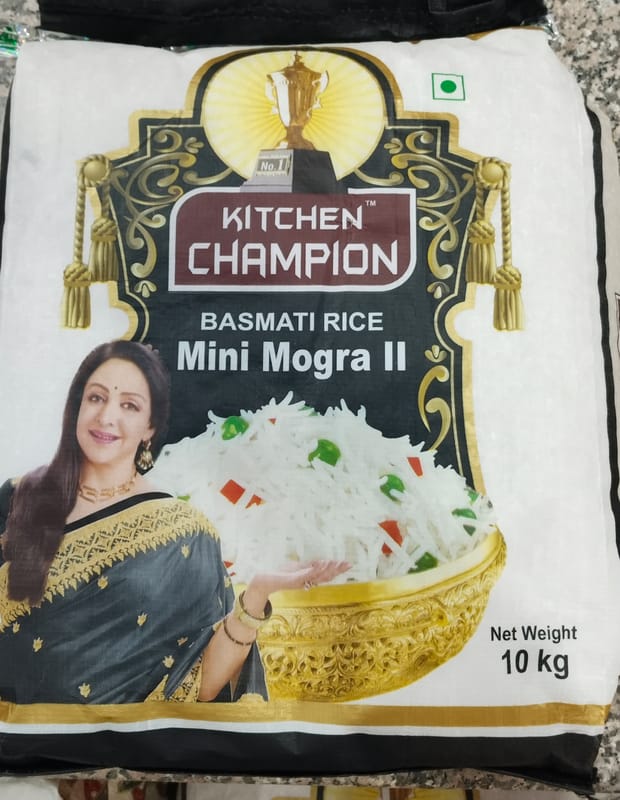 No.1
KITCHEN™
CHAMPION
BASMATI RICE
Mini Mogra II
Net Weight
10 kg